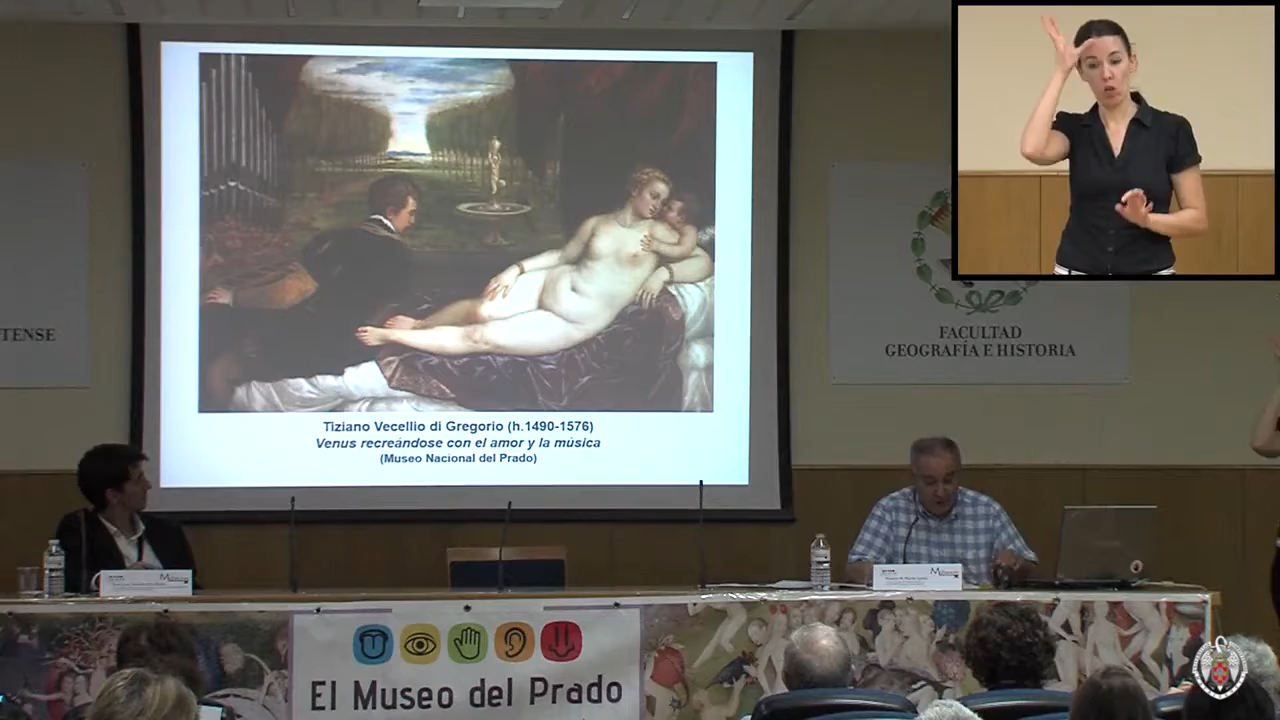 Tiziano Vecellio di Gregorio (h.1490-1576)
Venus recreándose con el amor y la música
(Museo Nacional del Prado)
TENSE
FACULTAD
GEOGRAFÍA E HISTORIA
El Museo del Prado